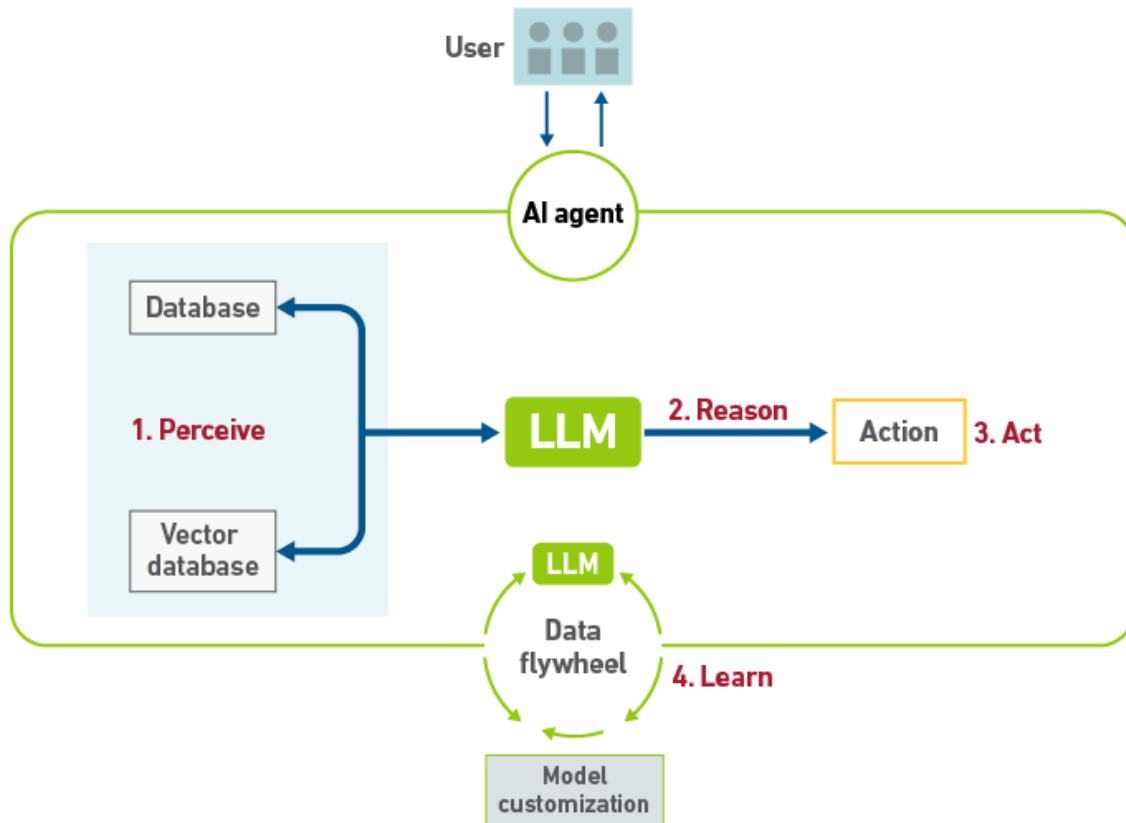 User
AI agent
Database
1. Perceive
LLM
2. Reason
Action
3. Act
Vector
database
LLM
Data
flywheel
4. Learn
Model
customization